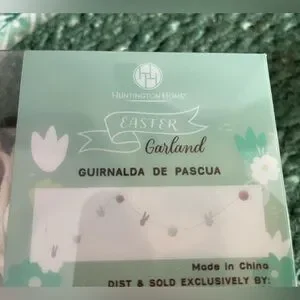 HUNTINGTON HOME
EASTER
Garland
GUIRNALDA DE PASCUA
Made in China
DIST & SOLD EXCLUSIVELY BY: